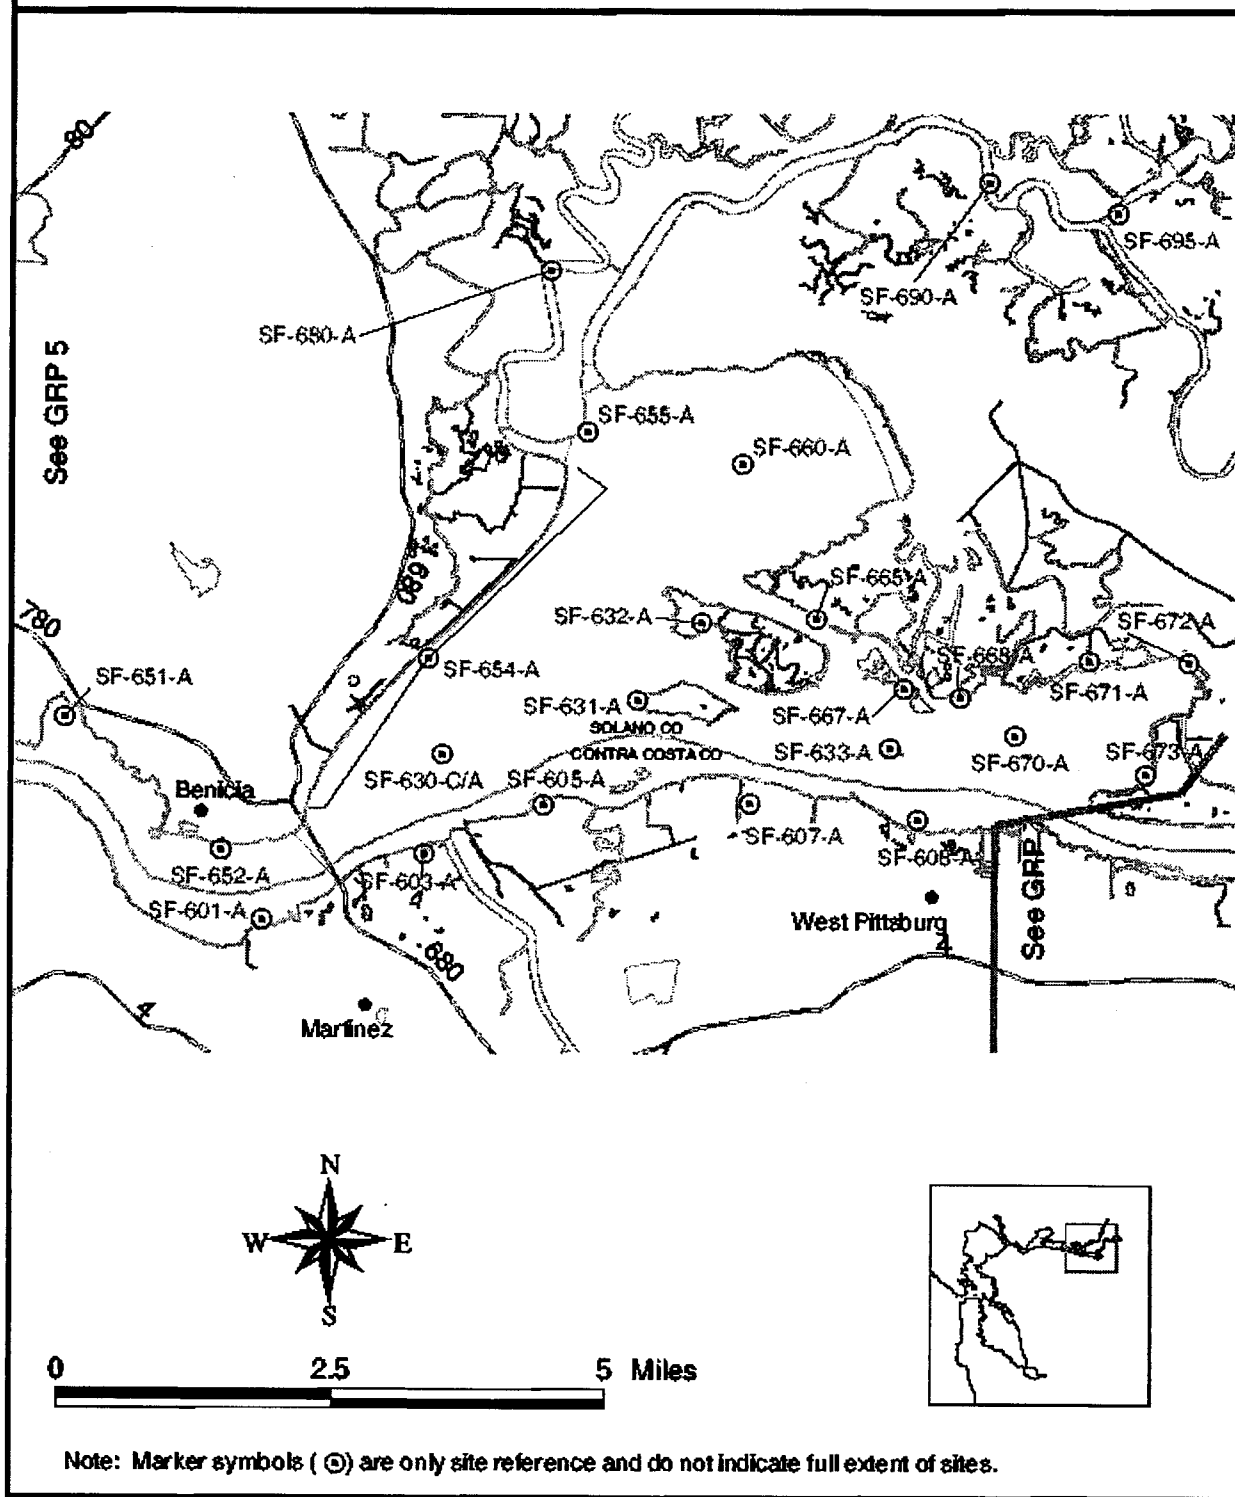 80
SF-695-A
SF-690-A
SF-680-A
See GRP 5
SF-655-A
SF-660-A
680
SF-665-A
SF-632-A
SF-672-A
780
SF-654-A
SF-668-A
SF-651-A
SF-671-A
SF-631-A
SF-667-A
SOLANO CO
CONTRA COSTA CO
SF-633-A
SF-673-A
SF-670-A
SF-630-C/A
SF-605-A
Benicia
SF-607-A
SF-608-A
SF-652-A
SF-603-A
4
SF-601-A
See GRP
West Pittsburg
4
680
4
Martinez
N
W
E
S
0 2.5 5 Miles
Note: Marker symbols ( ) are only site reference and do not indicate full extent of sites.